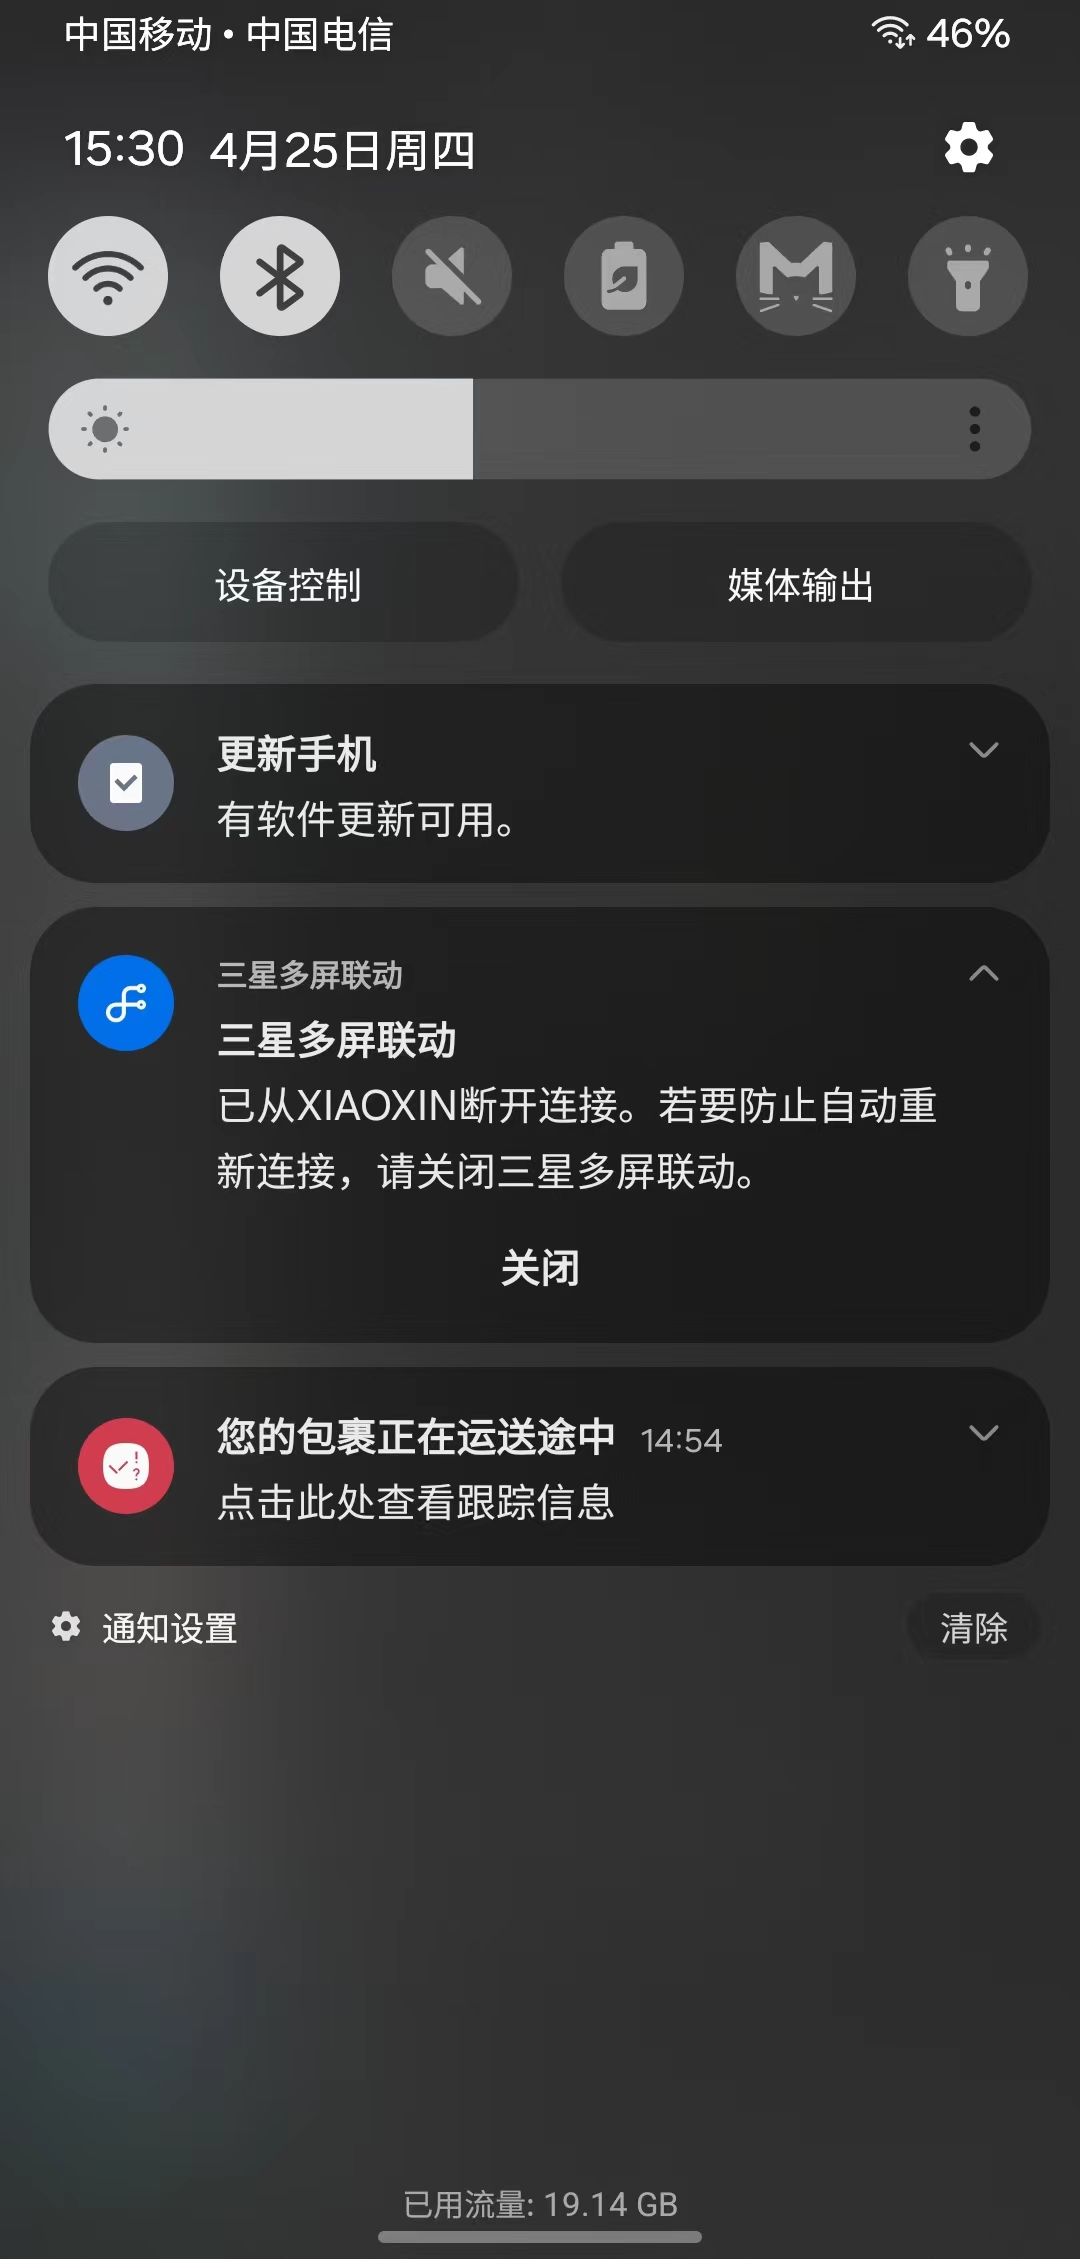 中国移动 • 中国电信 46%
15:30 4月25日周四
设备控制 媒体输出
更新手机
有软件更新可用。
三星多屏联动
三星多屏联动
已从XIAOXIN断开连接。若要防止自动重
新连接，请关闭三星多屏联动。
关闭
您的包裹正在运送途中 14:54
点击此处查看跟踪信息
通知设置 清除
已用流量: 19.14 GB